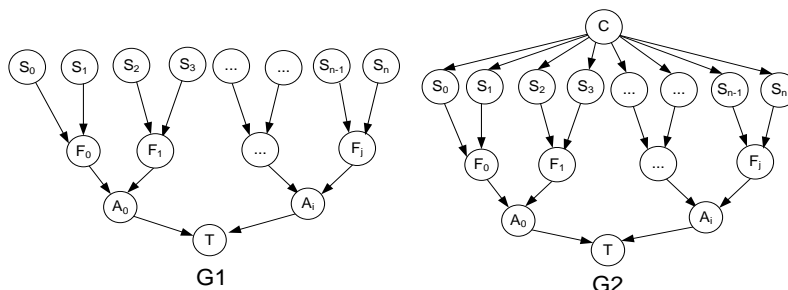 S0 S1 S2 S3 ... ... Sn-1 Sn
F0 F1 ... Fj
A0 Ai
T
G1
C
S0 S1 S2 S3 ... ... Sn-1 Sn
F0 F1 ... Fj
A0 Ai
T
G2